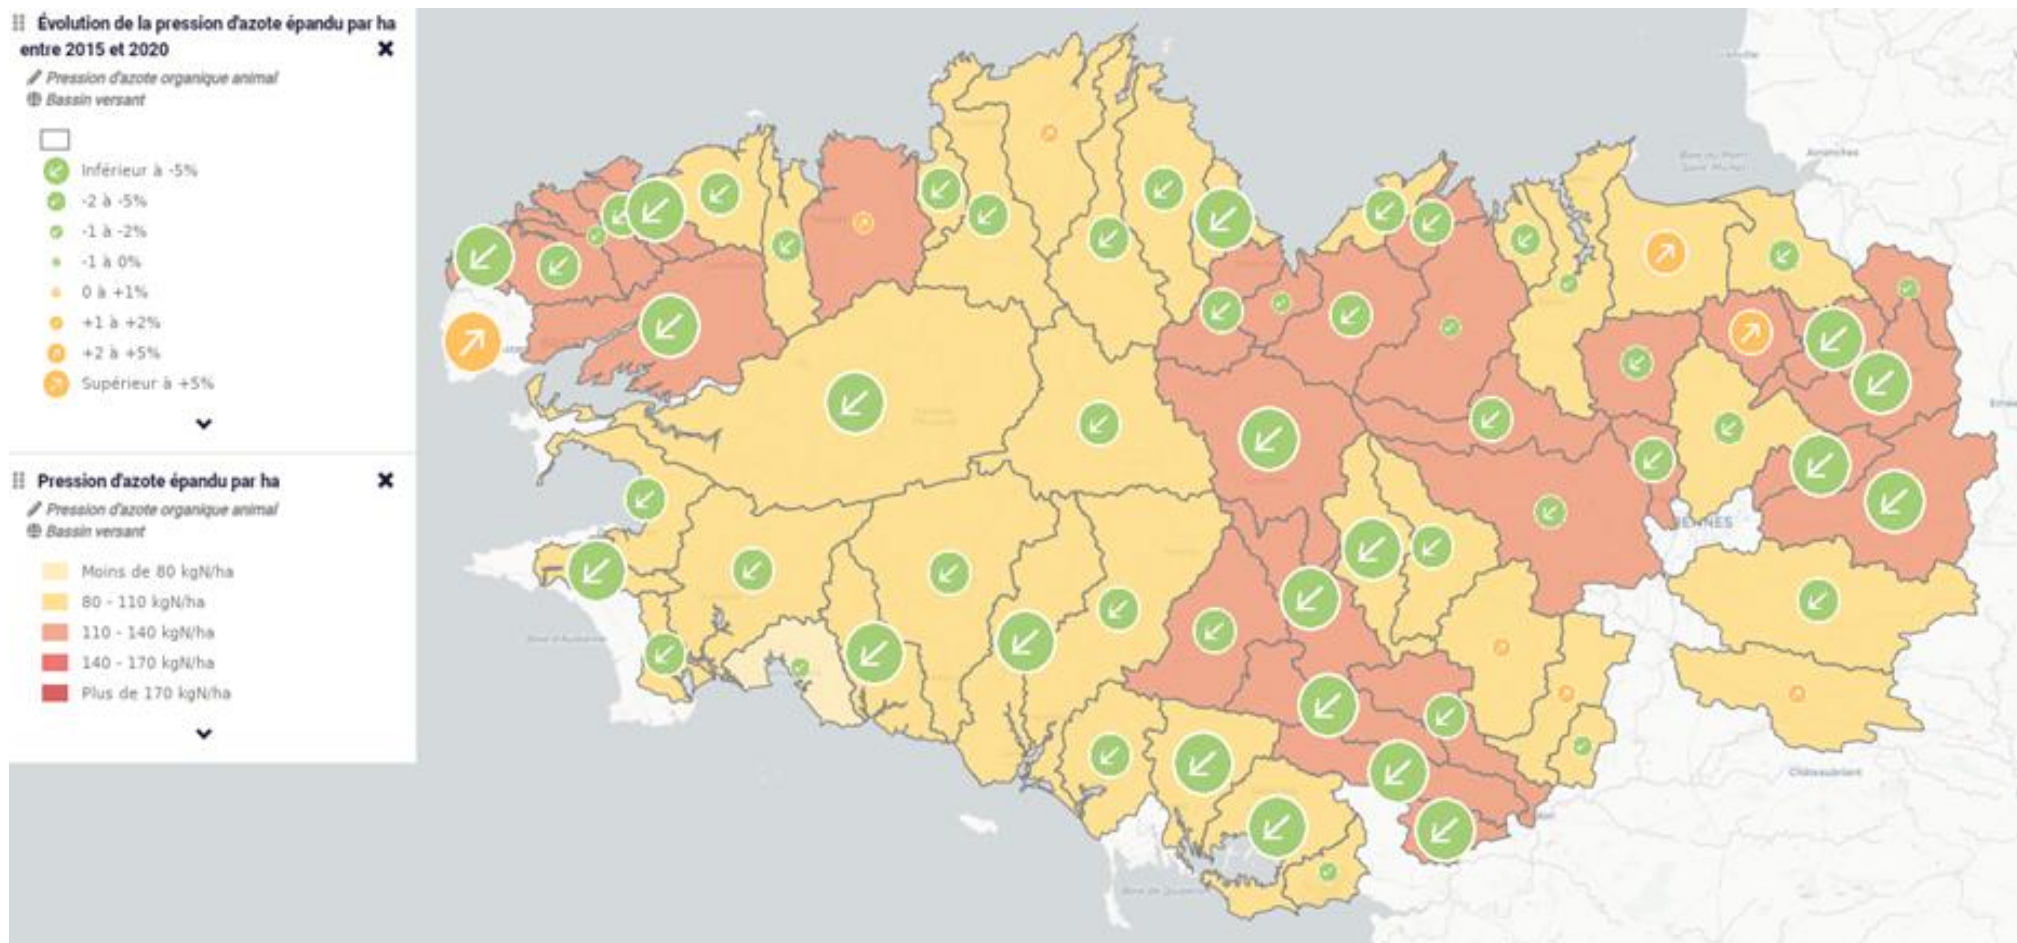 Évolution de la pression d'azote épandu par ha
entre 2015 et 2020
Pression d'azote organique animal
Bassin versant
Inférieur à -5%
-2 à -5%
-1 à -2%
-1 à 0%
0 à +1%
+1 à +2%
+2 à +5%
Supérieur à +5%
Pression d'azote épandu par ha
Pression d'azote organique animal
Bassin versant
Moins de 80 kgN/ha
80 - 110 kgN/ha
110 - 140 kgN/ha
140 - 170 kgN/ha
Plus de 170 kgN/ha
Avranches
RENNES
Châteaubriant